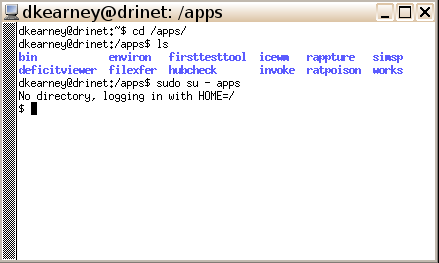 dkearney@drinet: /apps
dkearney@drinet:~$ cd /apps/
dkearney@drinet:/apps$ ls
bin environ firsttesttool icewm rappture simsp
deficitviewer filexfer hubcheck invoke ratpoison works
dkearney@drinet:/apps$ sudo su - apps
No directory, logging in with HOME=/
$